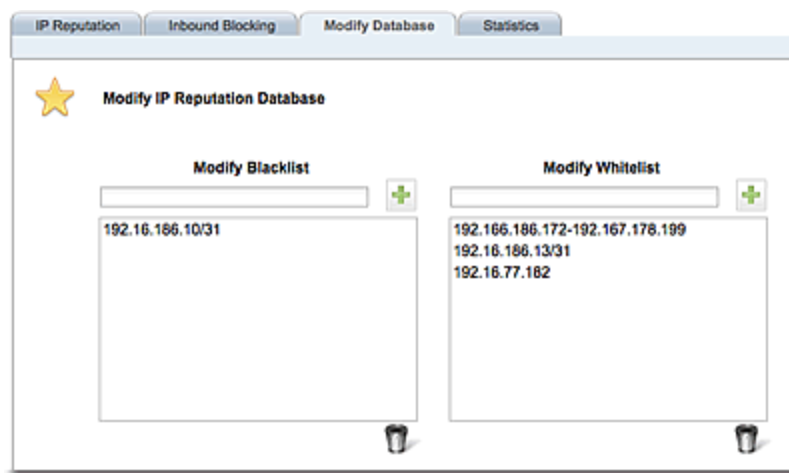 IP Reputation
Inbound Blocking
Modify Database
Statistics
Modify IP Reputation Database
Modify Blacklist
192.16.186.10/31
Modify Whitelist
192.166.186.172-192.167.178.199
192.16.186.13/31
192.16.77.182